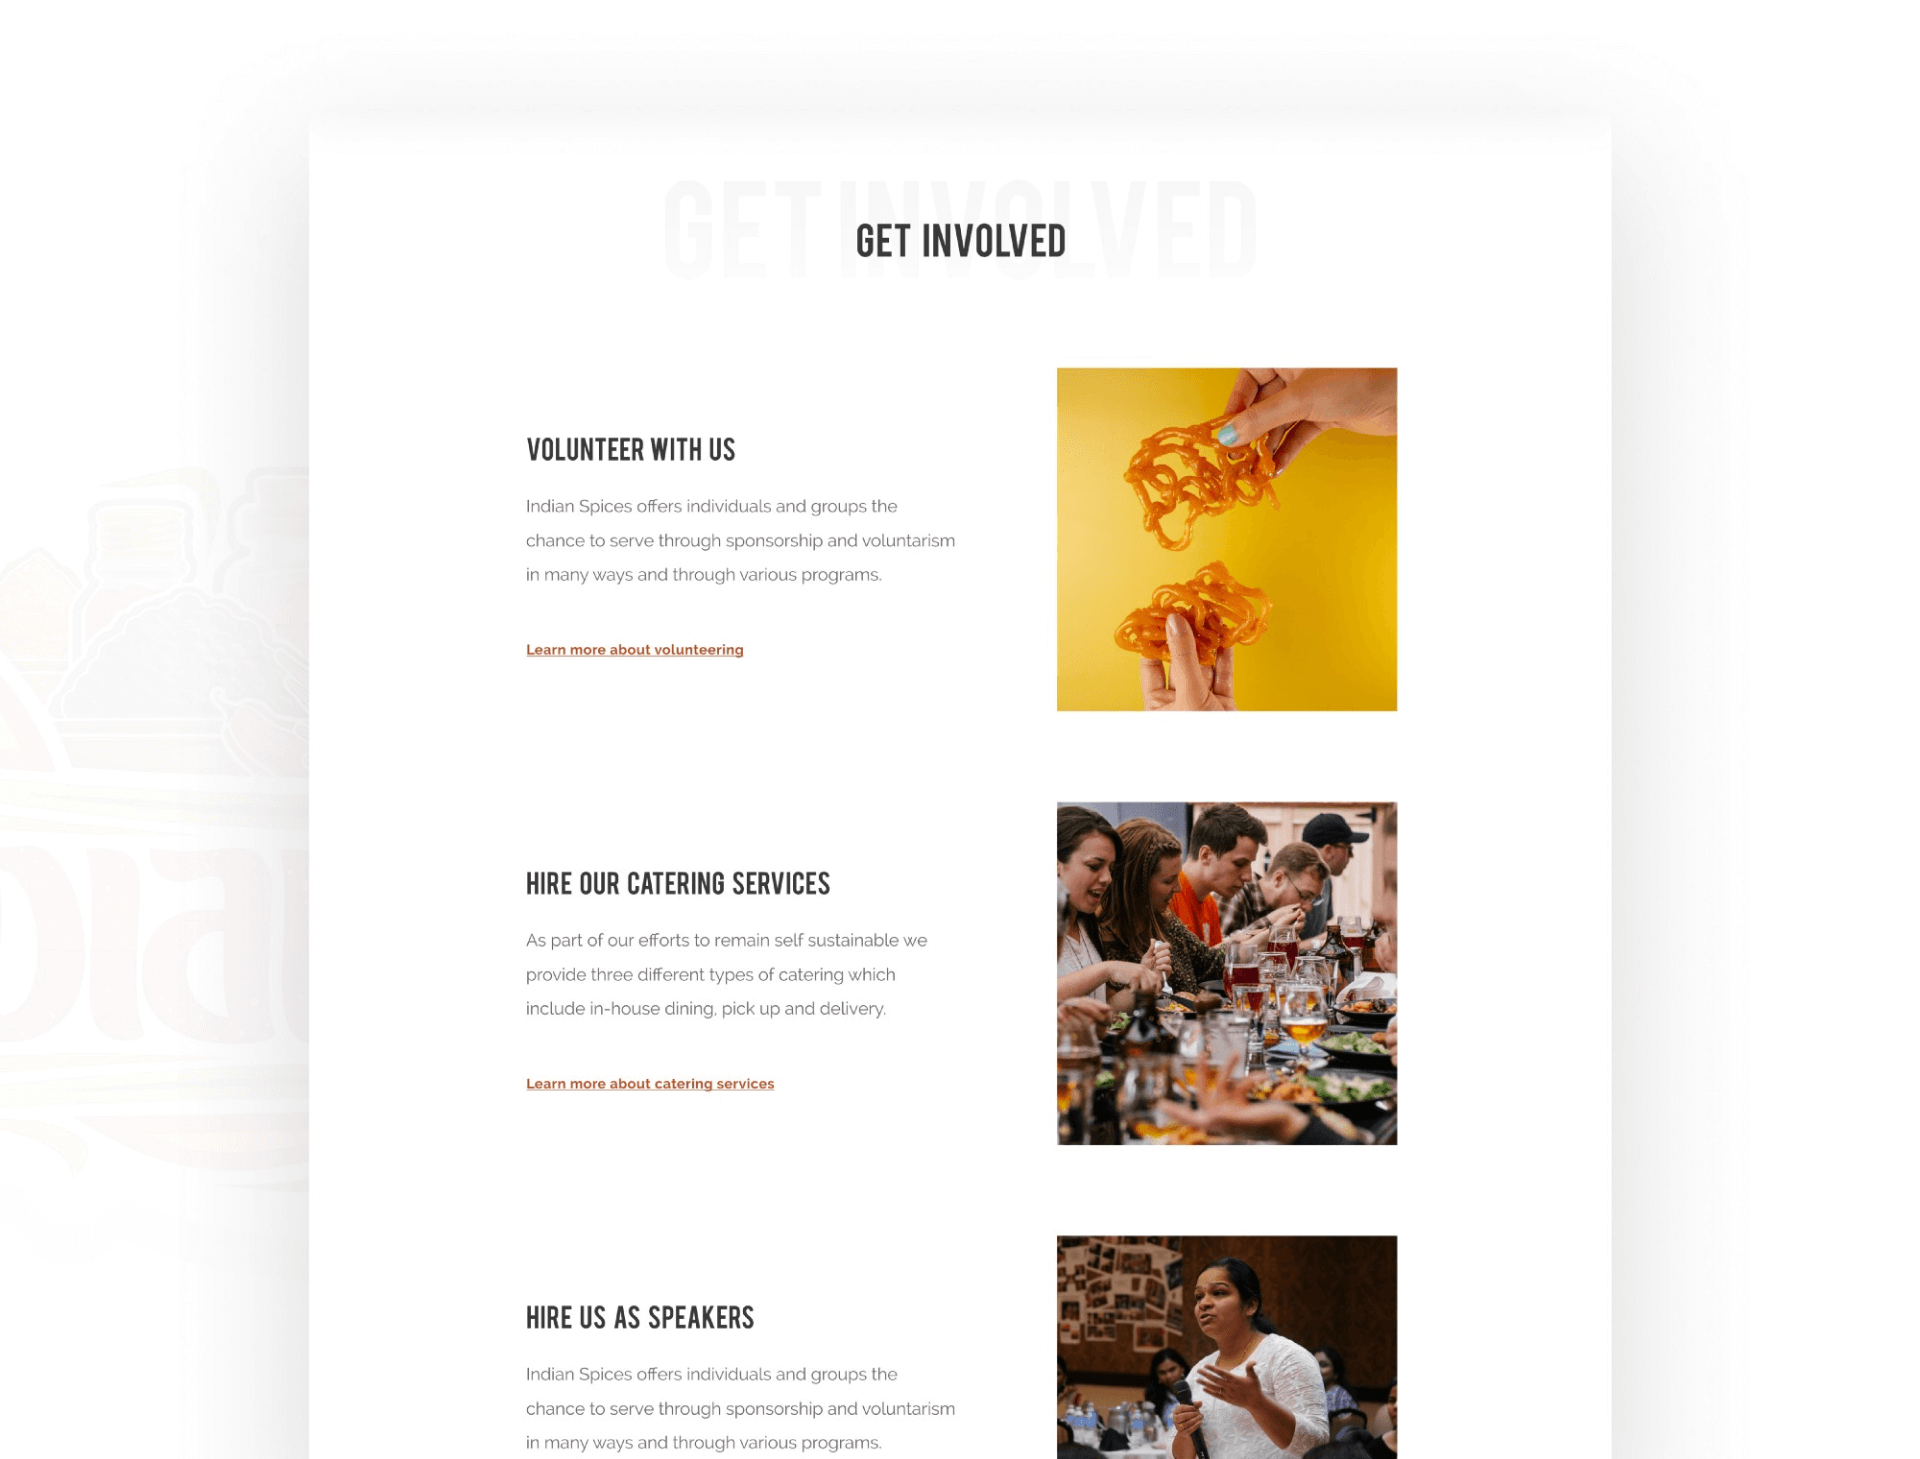 GET INVOLVED
GET INVOLVED
VOLUNTEER WITH US
Indian Spices offers individuals and groups the
chance to serve through sponsorship and voluntarism
in many ways and through various programs.
Learn more about volunteering
HIRE OUR CATERING SERVICES
As part of our efforts to remain self sustainable we
provide three different types of catering which
include in-house dining, pick up and delivery.
Learn more about catering services
HIRE US AS SPEAKERS
Indian Spices offers individuals and groups the
chance to serve through sponsorship and voluntarism
in many ways and through various programs.